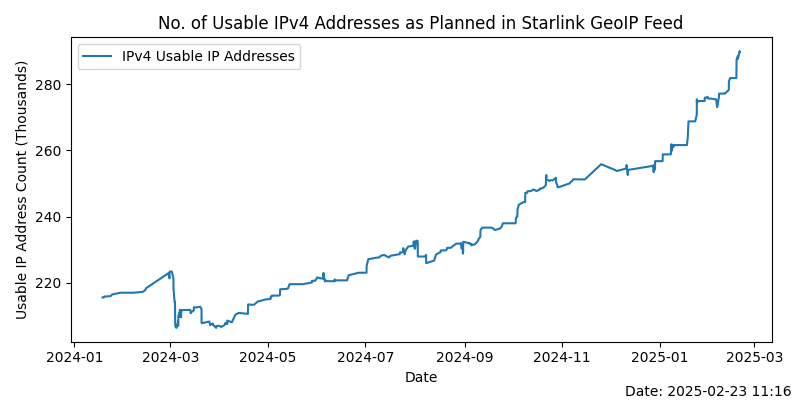 No. of Usable IPv4 Addresses as Planned in Starlink GeoIP Feed
IPv4 Usable IP Addresses
Usable IP Address Count (Thousands)
280
260
240
220
2024-01 2024-03 2024-05 2024-07 2024-09 2024-11 2025-01 2025-03
Date
Date: 2025-02-23 11:16